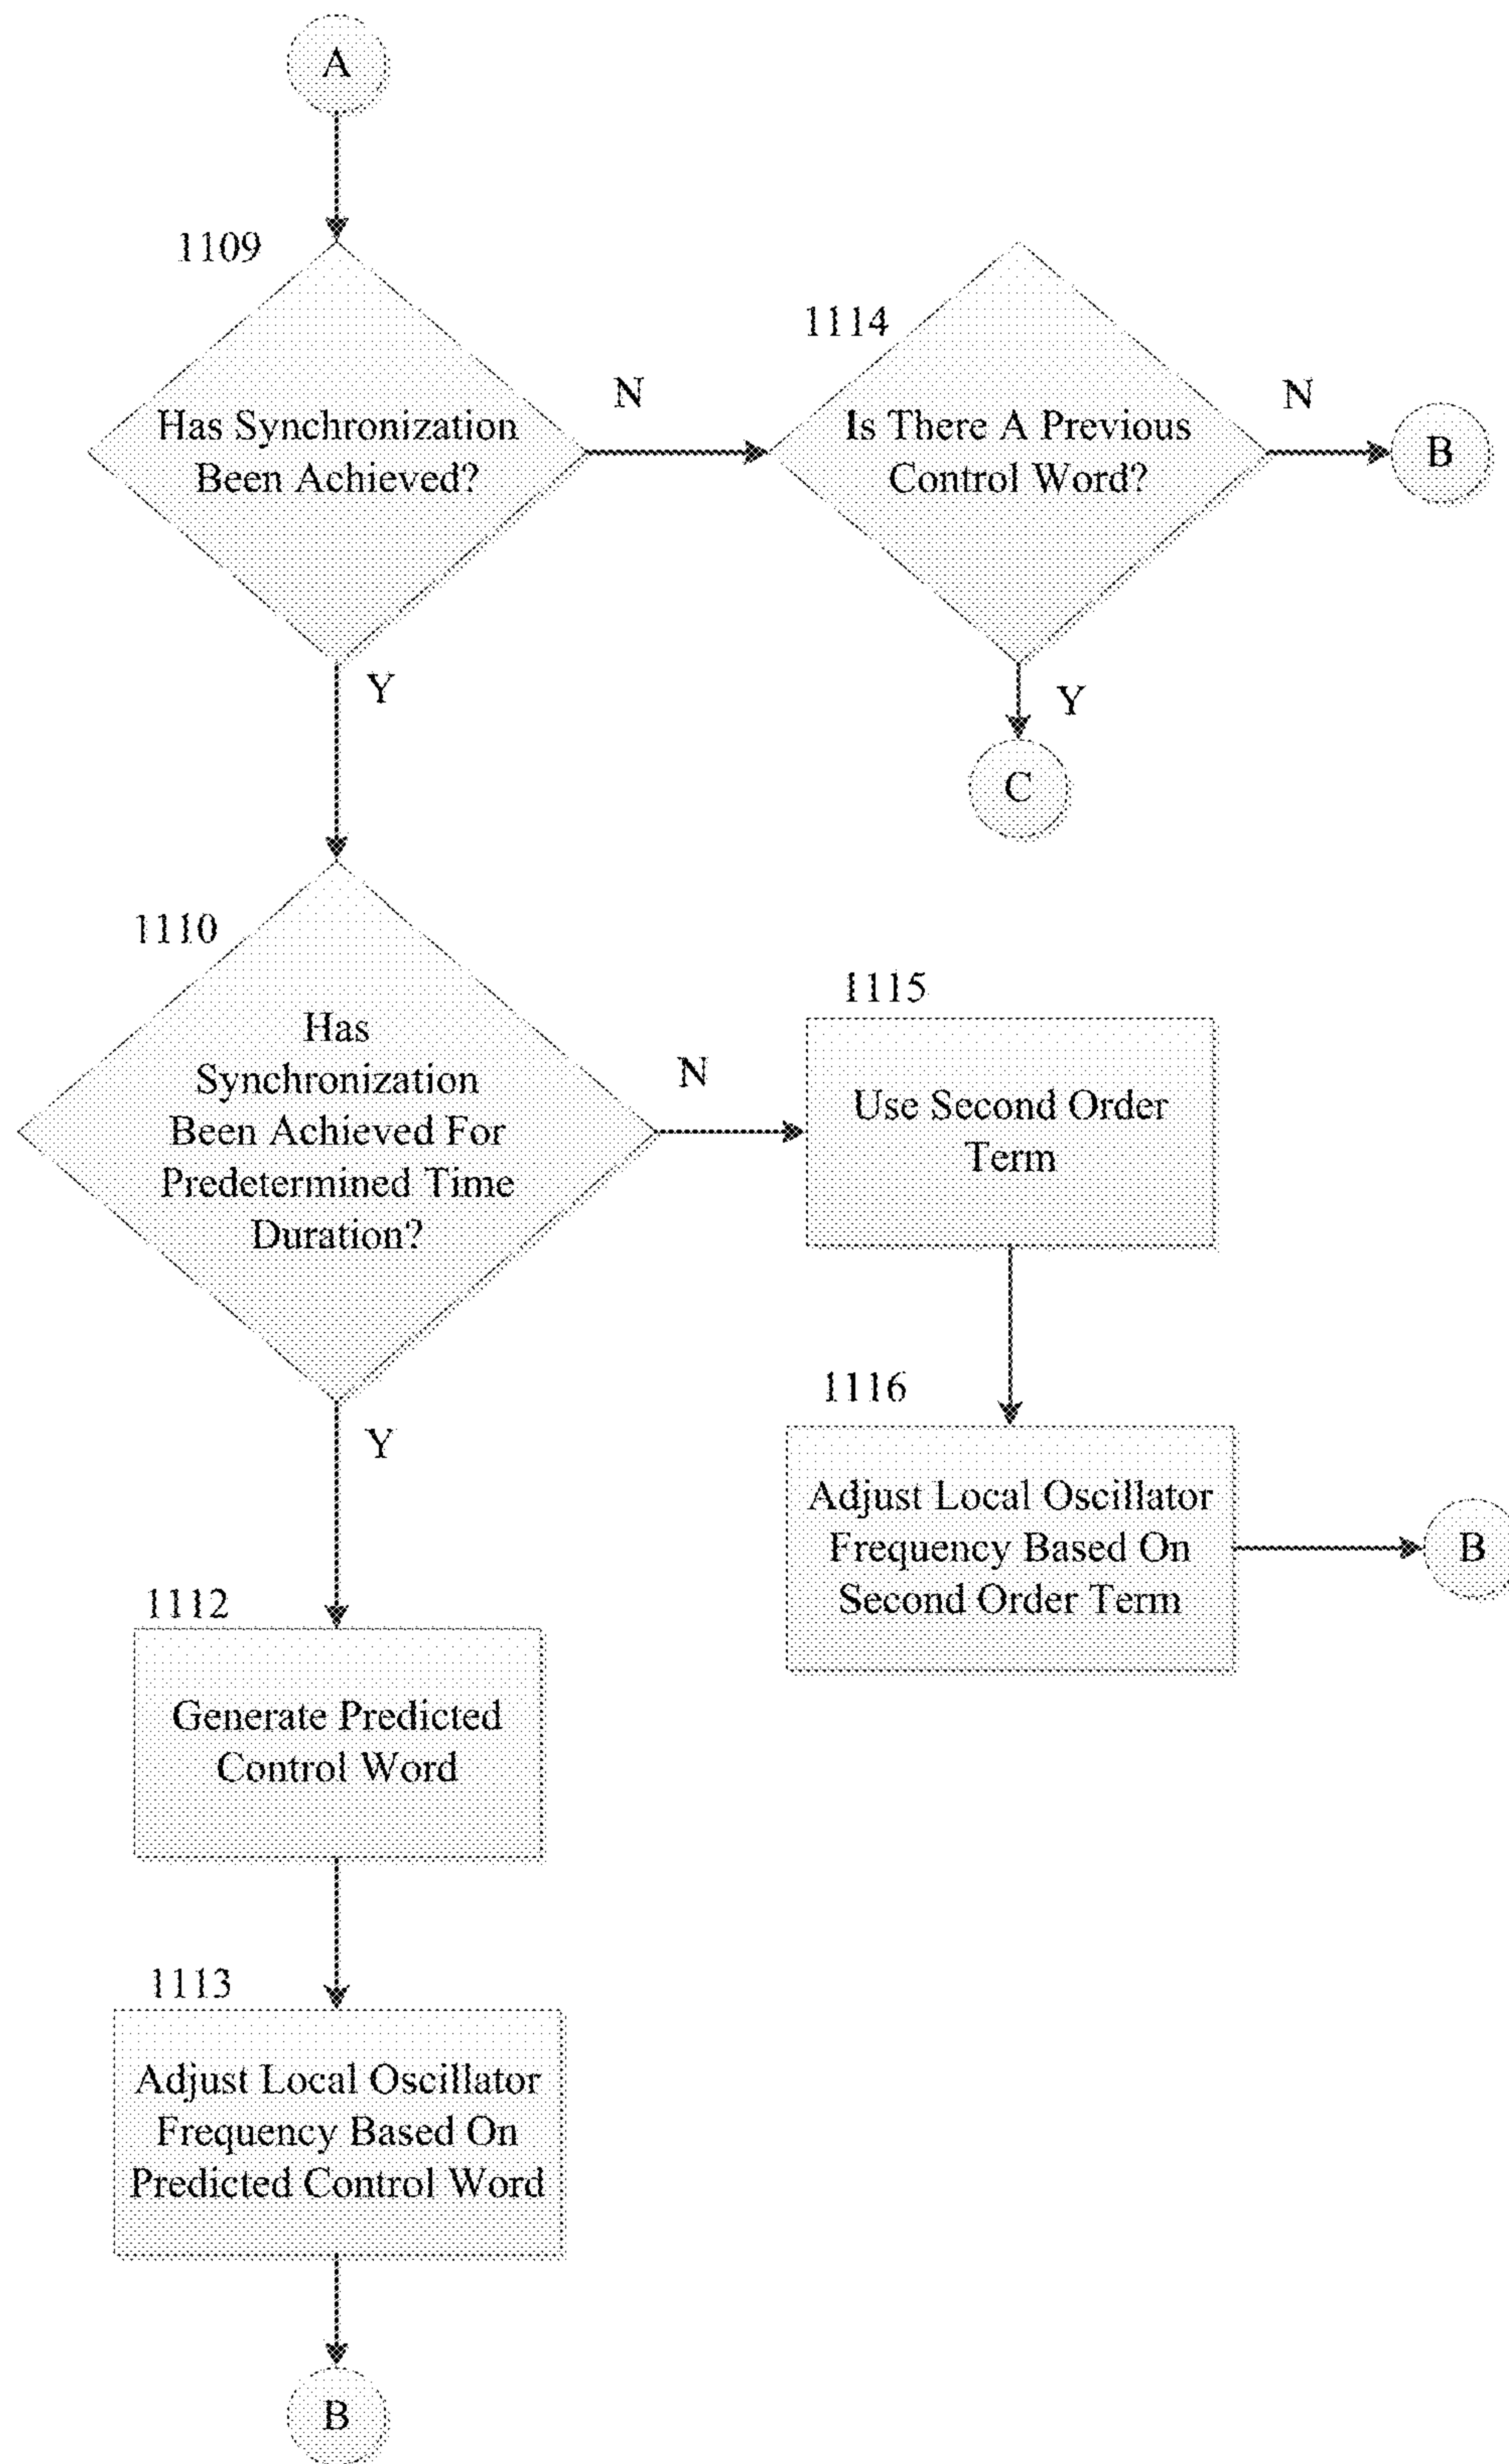 A
1109
Has Synchronization
Been Achieved?
N
1114
Is There A Previous
Control Word?
N
B
Y
Y
C
1110
Has
Synchronization
Been Achieved For
Predetermined Time
Duration?
N
1115
Use Second Order
Term
Y
1116
Adjust Local Oscillator
Frequency Based On
Second Order Term
B
1112
Generate Predicted
Control Word
1113
Adjust Local Oscillator
Frequency Based On
Predicted Control Word
B